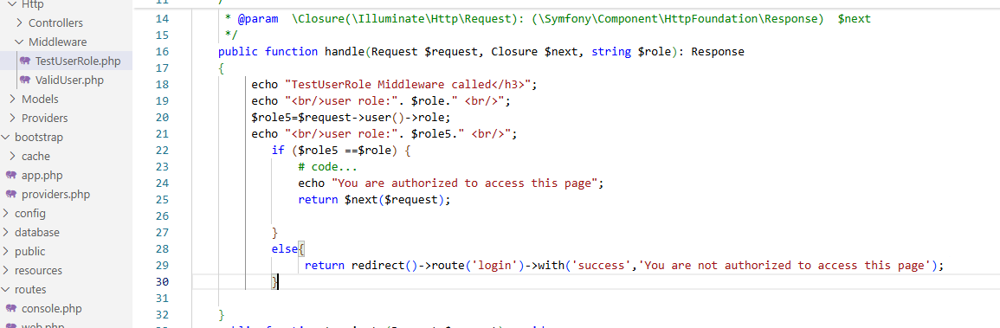 Http
Controllers
Middleware
TestUserRole.php
ValidUser.php
Models
Providers
bootstrap
cache
app.php
providers.php
config
database
public
resources
routes
console.php
web.php
14 * @param  \Closure(\Illuminate\Http\Request): (\Symfony\Component\HttpFoundation\Response)  $next
15 */
16 public function handle(Request $request, Closure $next, string $role): Response
17 {
18 echo "TestUserRole Middleware called</h3>";
19 echo "<br/>user role:". $role." <br/>";
20 $role5=$request->user()->role;
21 echo "<br/>user role:". $role5." <br/>";
22 if ($role5 ==$role) {
23 # code...
24 echo "You are authorized to access this page";
25 return $next($request);
26
27 }
28 else{
29 return redirect()->route('login')->with('success','You are not authorized to access this page');
30 }
31
32 }